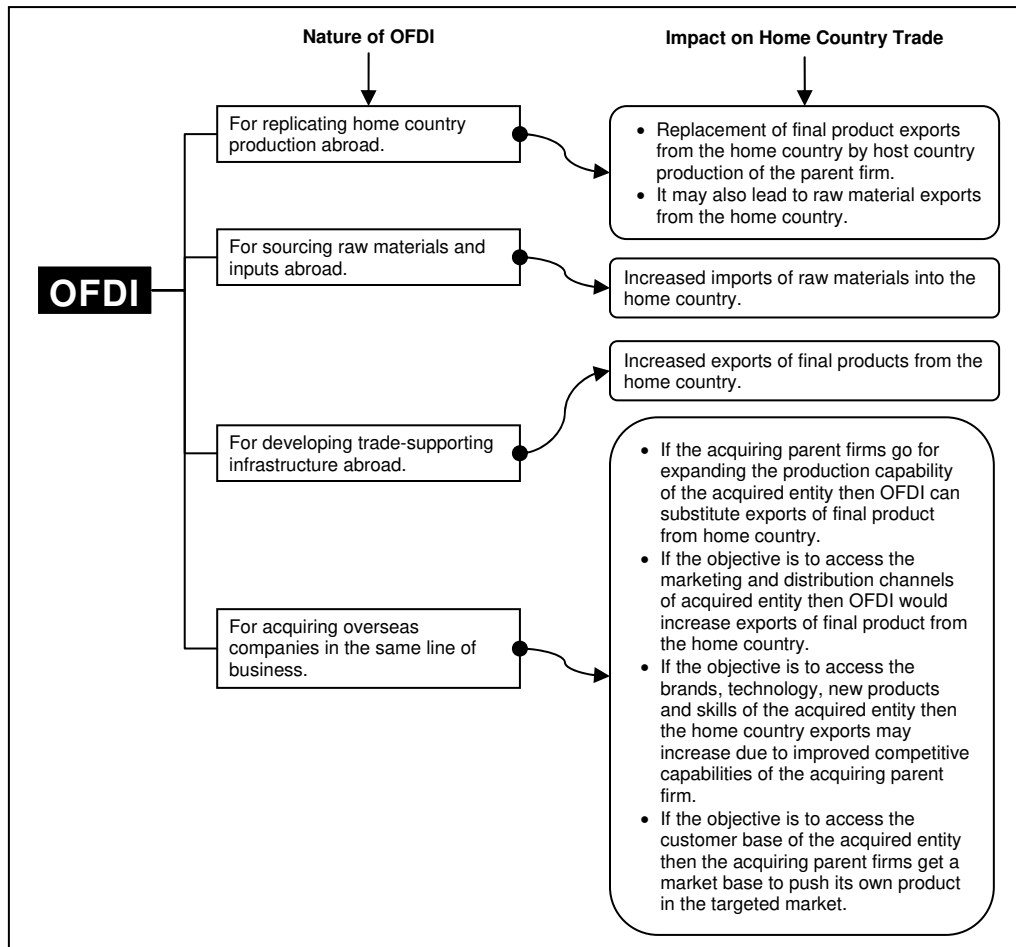 Nature of OFDI
Impact on Home Country Trade
For replicating home country
production abroad.
• Replacement of final product exports
from the home country by host country
production of the parent firm.
• It may also lead to raw material exports
from the home country.
For sourcing raw materials and
inputs abroad.
Increased imports of raw materials into the
home country.
OFDI
Increased exports of final products from the
home country.
For developing trade-supporting
infrastructure abroad.
• If the acquiring parent firms go for
expanding the production capability
of the acquired entity then OFDI can
substitute exports of final product
from home country.
• If the objective is to access the
marketing and distribution channels
of acquired entity then OFDI would
increase exports of final product from
the home country.
• If the objective is to access the
brands, technology, new products
and skills of the acquired entity then
the home country exports may
increase due to improved competitive
capabilities of the acquiring parent
firm.
• If the objective is to access the
customer base of the acquired entity
then the acquiring parent firms get a
market base to push its own product
in the targeted market.
For acquiring overseas
companies in the same line of
business.